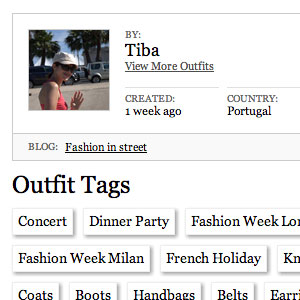 BY:
Tiba
View More Outfits
CREATED: COUNTRY:
1 week ago Portugal
BLOG: Fashion in street
Outfit Tags
Concert Dinner Party Fashion Week Lon
Fashion Week Milan French Holiday Kn
Coats Boots Handbags Belts Earri